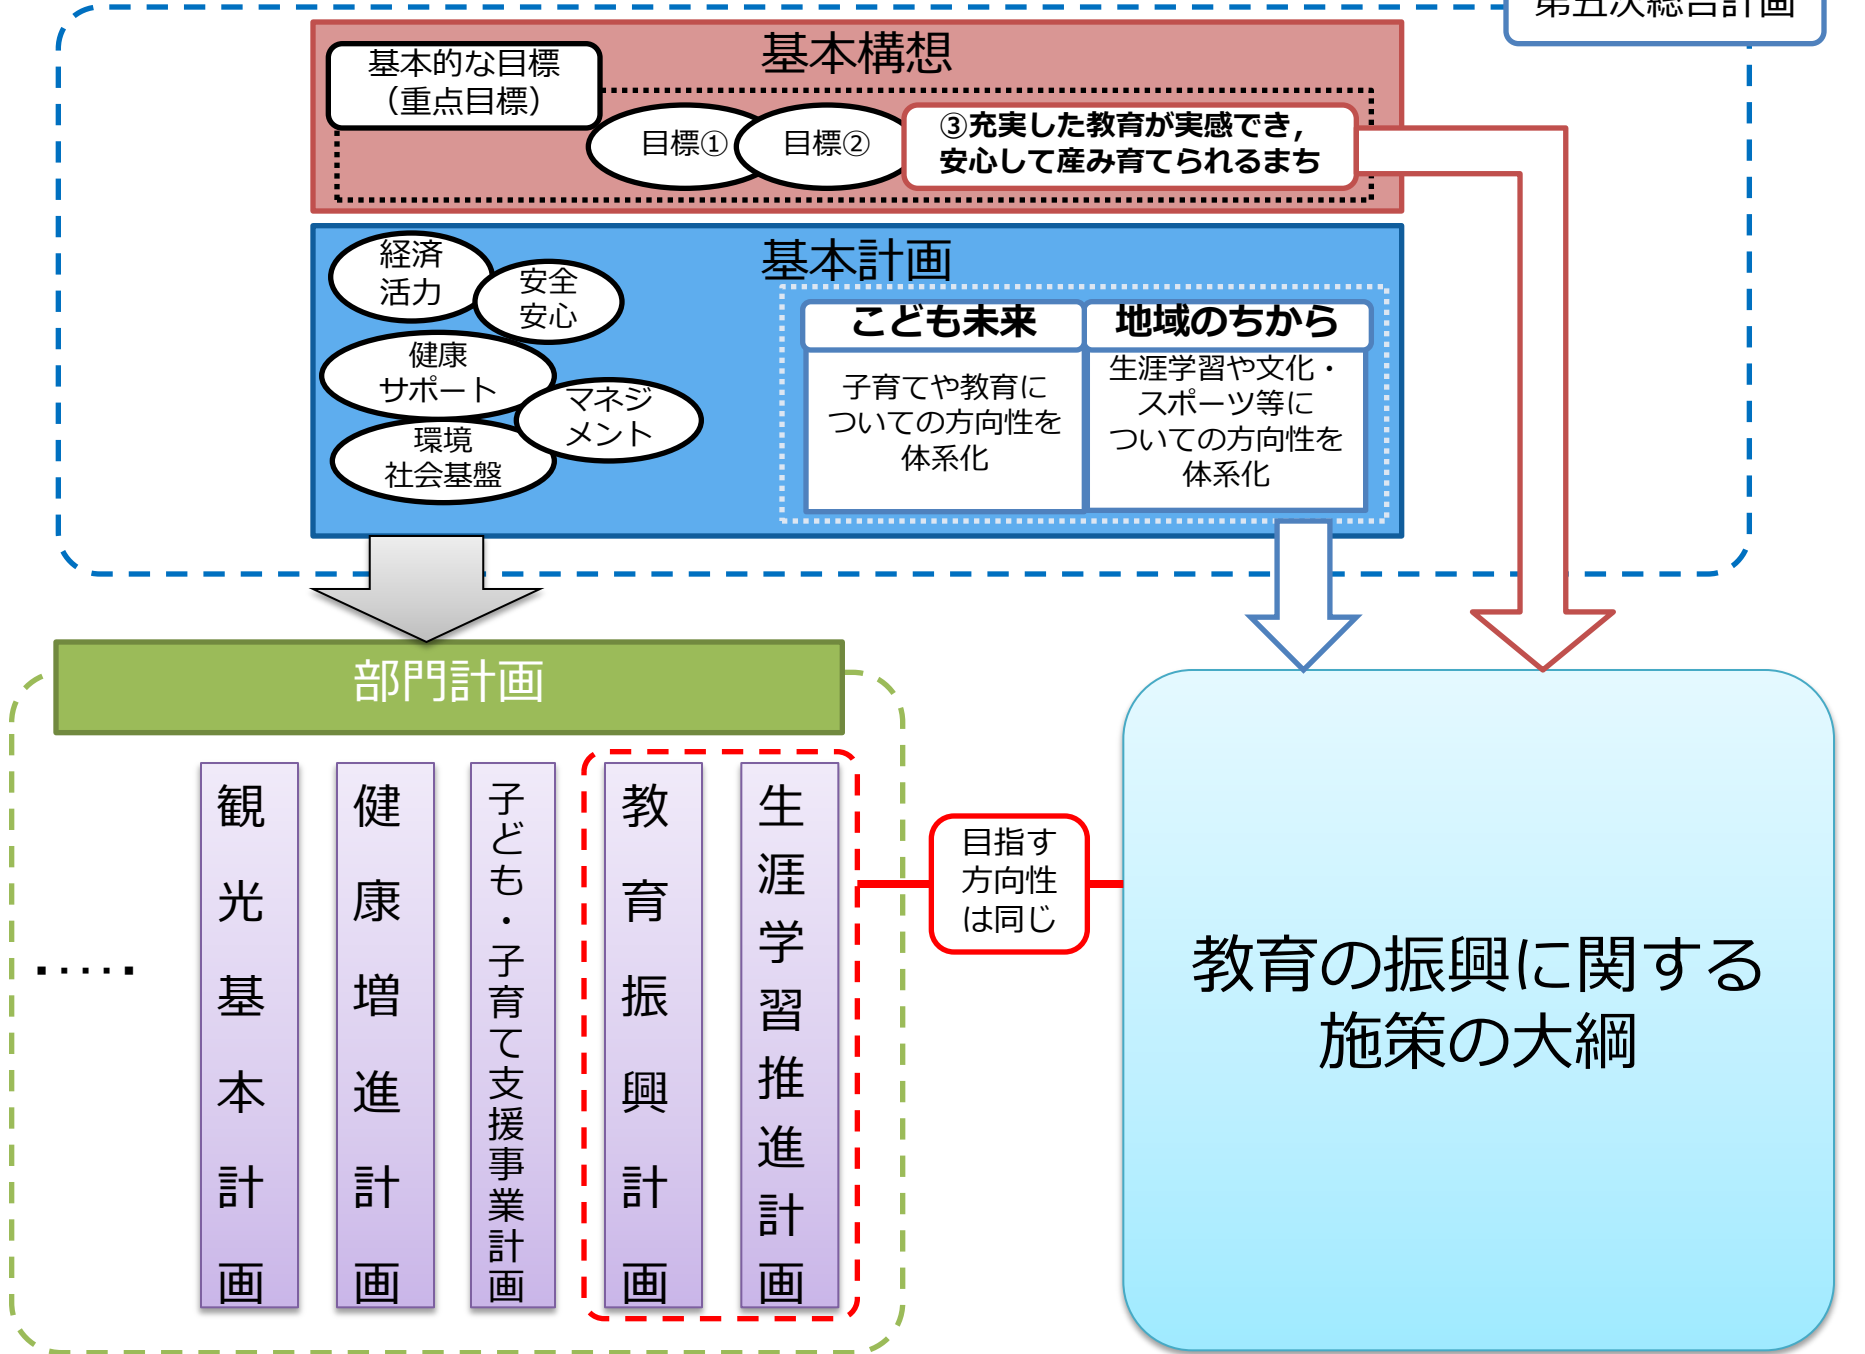 第五次総合計画
基本構想
基本的な目標
（重点目標）
目標①
目標②
③充実した教育が実感でき，
安心して産み育てられるまち
基本計画
経済
活力
安全
安心
健康
サポート
マネジ
メント
環境
社会基盤
こども未来
子育てや教育に
ついての方向性を
体系化
地域のちから
生涯学習や文化・
スポーツ等に
ついての方向性を
体系化
部門計画
・・・・・
観光基本計画
健康増進計画
子ども・子育て支援事業計画
教育振興計画
生涯学習推進計画
目指す
方向性
は同じ
教育の振興に関する
施策の大綱